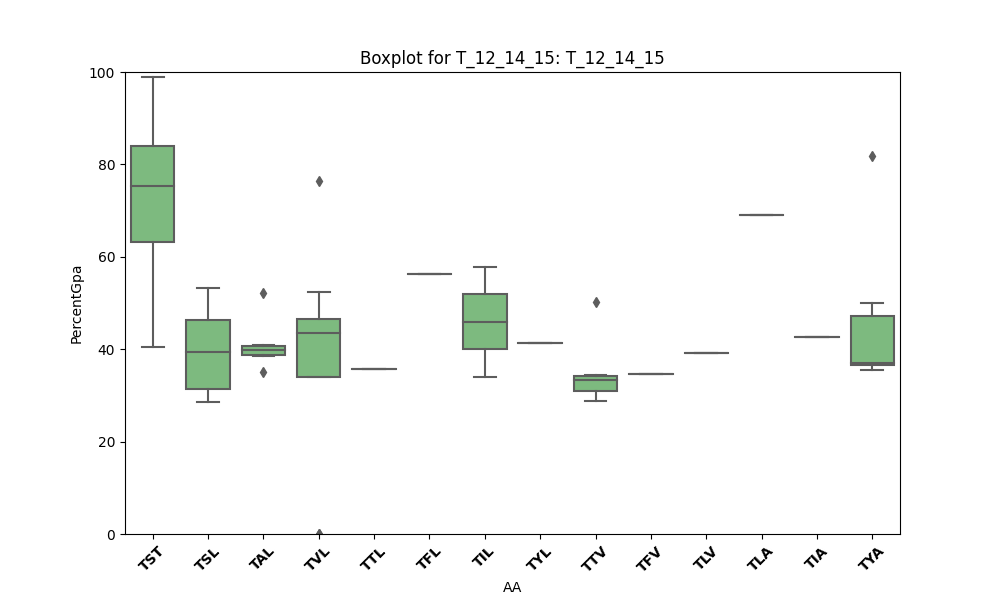 Boxplot for T_12_14_15: T_12_14_15
100
80
60
40
20
0
PercentGpa
TST TSL TAL TVL TTL TFL TIL TYL TTV TFV TLV TLA TIA TYA
AA